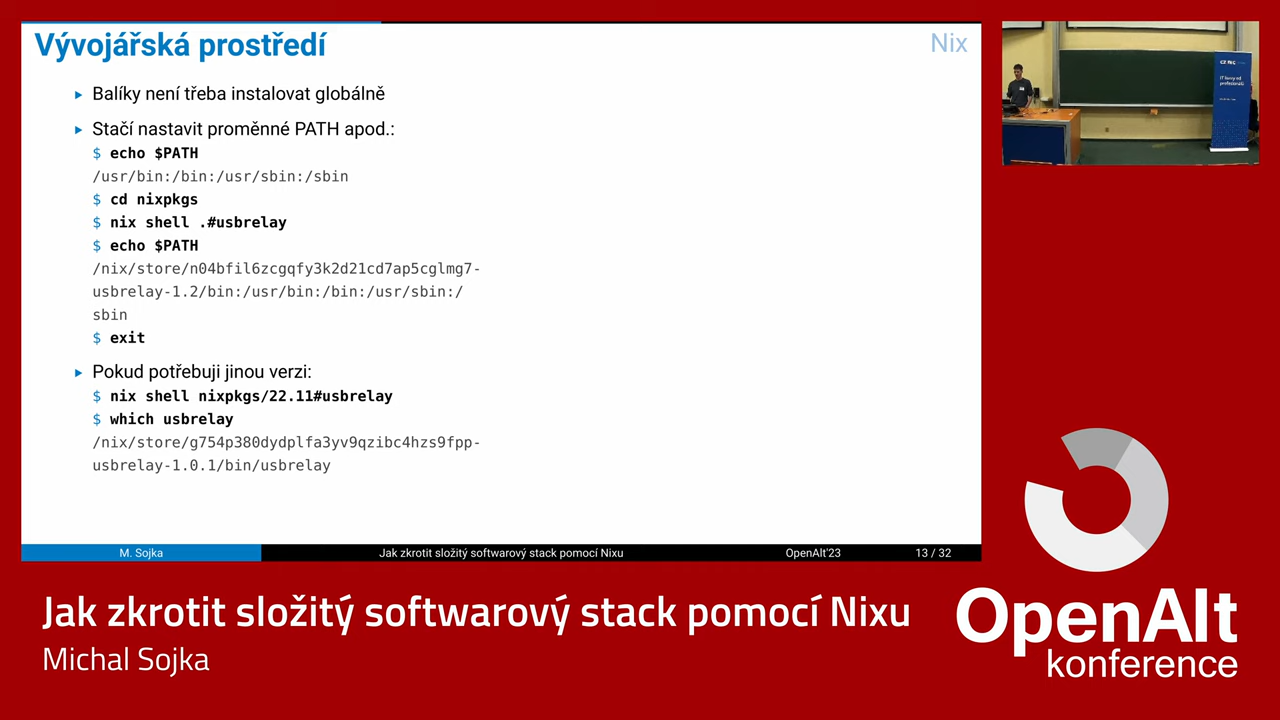 Vývojářská prostředí
Nix
Balíky není třeba instalovat globálně
Stačí nastavit proměnné PATH apod.:
$ echo $PATH
/usr/bin:/bin:/usr/sbin:/sbin
$ cd nixpkgs
$ nix shell .#usbrelay
$ echo $PATH
/nix/store/n04bfil6zcgqfy3k2d21cd7ap5cglmg7-
usbrelay-1.2/bin:/usr/bin:/bin:/usr/sbin:/
sbin
$ exit
Pokud potřebuji jinou verzi:
$ nix shell nixpkgs/22.11#usbrelay
$ which usbrelay
/nix/store/g754p380dydplfa3yv9qzibc4hzs9fpp-
usbrelay-1.0.1/bin/usbrelay
M. Sojka
Jak zkrotit složitý softwarový stack pomocí Nixu
OpenAlt'23
13 / 32
CZ NIC
Jak zkrotit složitý softwarový stack pomocí Nixu
Michal Sojka
OpenAlt
konference